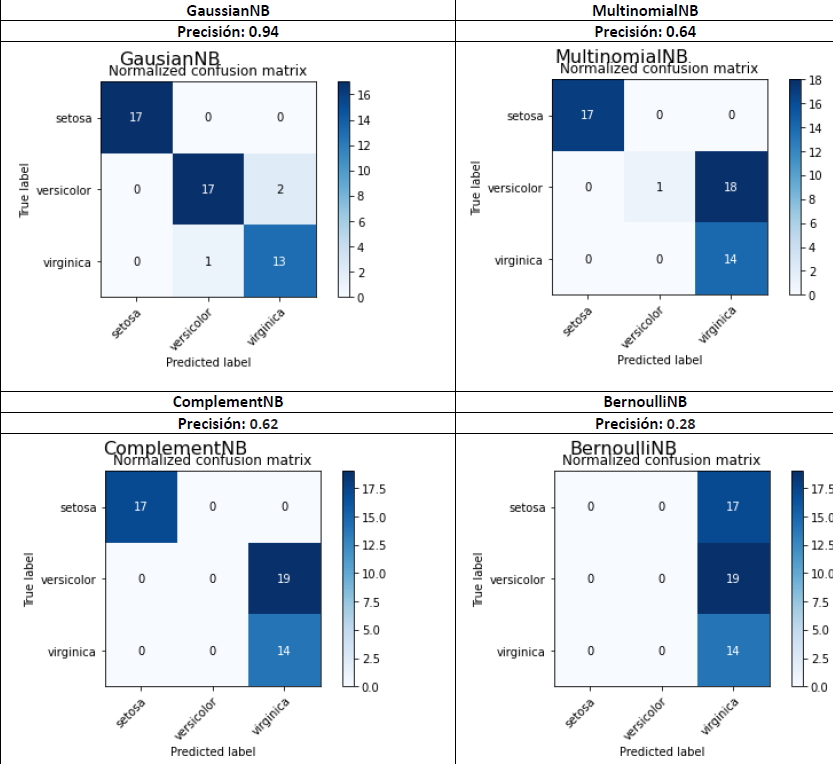 GaussianNB
Precisión: 0.94
GausianNB
Normalized confusion matrix
True label
setosa 17 0 0
versicolor 0 17 2
virginica 0 1 13
setosa versicolor virginica
Predicted label
16
14
12
10
8
6
4
2
0
MultinomialNB
Precisión: 0.64
MultinomialNB
Normalized confusion matrix
True label
setosa 17 0 0
versicolor 0 1 18
virginica 0 0 14
setosa versicolor virginica
Predicted label
18
16
14
12
10
8
6
4
2
0
ComplementNB
Precisión: 0.62
ComplementNB
Normalized confusion matrix
True label
setosa 17 0 0
versicolor 0 0 19
virginica 0 0 14
setosa versicolor virginica
Predicted label
17.5
15.0
12.5
10.0
7.5
5.0
2.5
0.0
BernoulliNB
Precisión: 0.28
BernoulliNB
Normalized confusion matrix
True label
setosa 0 0 17
versicolor 0 0 19
virginica 0 0 14
setosa versicolor virginica
Predicted label
17.5
15.0
12.5
10.0
7.5
5.0
2.5
0.0